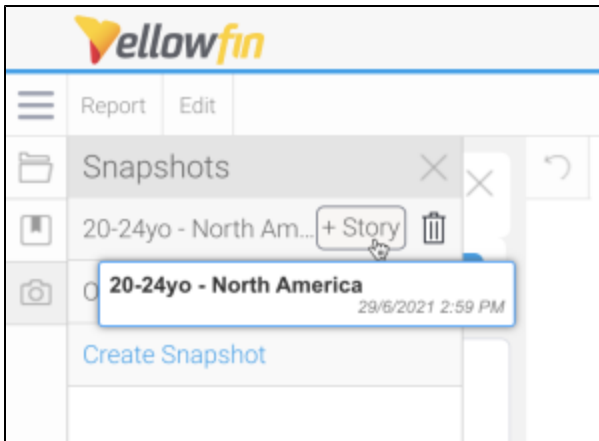 Yellowfin
Report Edit
Snapshots
20-24yo - North Am... + Story
20-24yo - North America
29/6/2021 2:59 PM
Create Snapshot